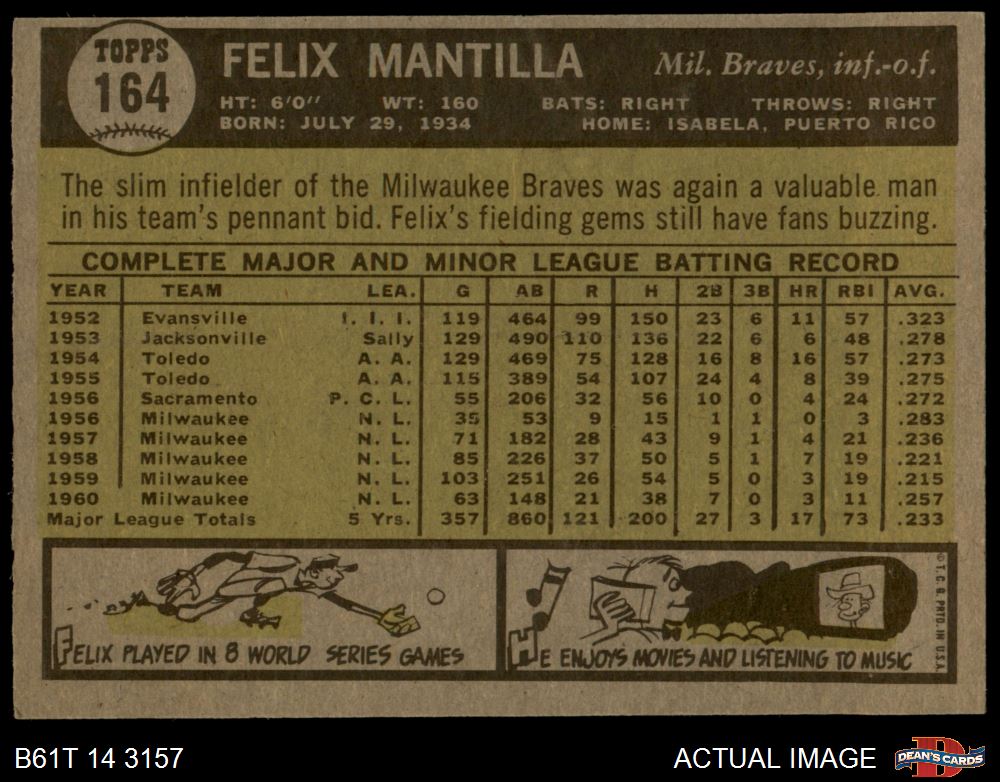 TOPPS
164
FELIX MANTILLA Mil. Braves, inf.-o.f.
HT: 6'0" WT: 160 BATS: RIGHT THROWS: RIGHT
BORN: JULY 29, 1934 HOME: ISABELA, PUERTO RICO
The slim infielder of the Milwaukee Braves was again a valuable man
in his team's pennant bid. Felix's fielding gems still have fans buzzing.
COMPLETE MAJOR AND MINOR LEAGUE BATTING RECORD
YEAR TEAM LEA. G AB R H 2B 3B HR RBI AVG.
1952 Evansville I. I. I. 119 464 99 150 23 6 11 57 .323
1953 Jacksonville Sally 129 490 110 136 22 6 6 48 .278
1954 Toledo A. A. 129 469 75 128 16 8 16 57 .273
1955 Toledo A. A. 115 389 54 107 24 4 8 39 .275
1956 Sacramento P. C. L. 55 206 32 56 10 0 4 24 .272
1956 Milwaukee N. L. 35 53 9 15 1 1 0 3 .283
1957 Milwaukee N. L. 71 182 28 43 9 1 4 21 .236
1958 Milwaukee N. L. 85 226 37 50 5 1 7 19 .221
1959 Milwaukee N. L. 103 251 26 54 5 0 3 19 .215
1960 Milwaukee N. L. 63 148 21 38 7 0 3 11 .257
Major League Totals 5 Yrs. 357 860 121 200 27 3 17 73 .233
FELIX PLAYED IN 8 WORLD SERIES GAMES
HE ENJOYS MOVIES AND LISTENING TO MUSIC
© T. C. G. PRTD. IN U.S.A.
B61T 14 3157
ACTUAL IMAGE
D
DEAN'S CARDS